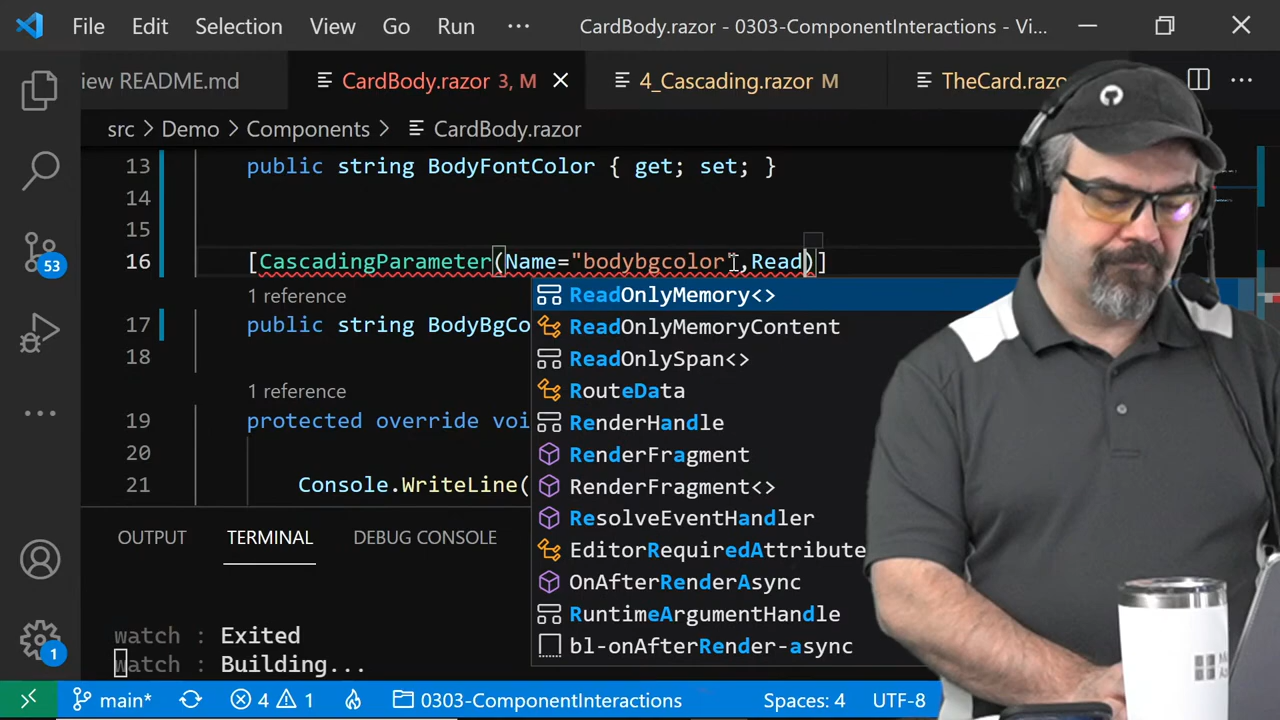 File Edit Selection View Go Run ··· CardBody.razor - 0303-ComponentInteractions - Vi...
iew README.md CardBody.razor 3, M 4_Cascading.razor M TheCard.razo
src > Demo > Components > CardBody.razor
13 public string BodyFontColor { get; set; }
14
15
16 [CascadingParameter(Name="bodybgcolor",Read)]
1 reference
17 public string BodyBgCo
18
1 reference
19 protected override voi
20
21 Console.WriteLine(
ReadOnlyMemory<>
ReadOnlyMemoryContent
ReadOnlySpan<>
RouteData
RenderHandle
RenderFragment
RenderFragment<>
ResolveEventHandler
EditorRequiredAttribute
OnAfterRenderAsync
RuntimeArgumentHandle
bl-onAfterRender-async
53
1
OUTPUT TERMINAL DEBUG CONSOLE
watch : Exited
watch : Building...
main* 4 1 0303-ComponentInteractions Spaces: 4 UTF-8